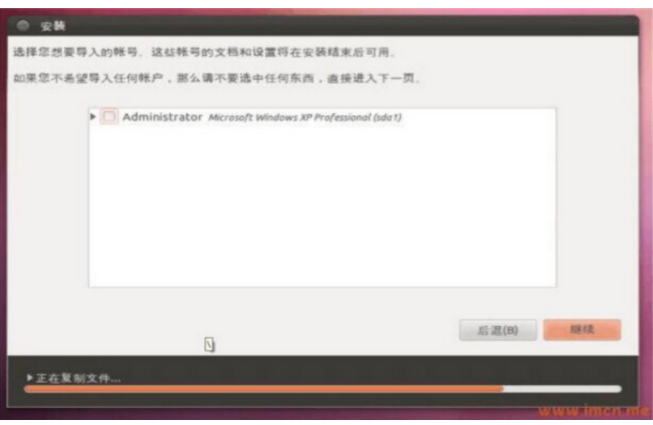 安装
选择您想要导入的帐号。这些帐号的文档和设置将在安装结束后可用。
如果您不希望导入任何帐户，那么请不要选中任何东西，直接进入下一页。
Administrator Microsoft Windows XP Professional (sda1)
后退(B) 继续
正在复制文件...
www.imcn.me